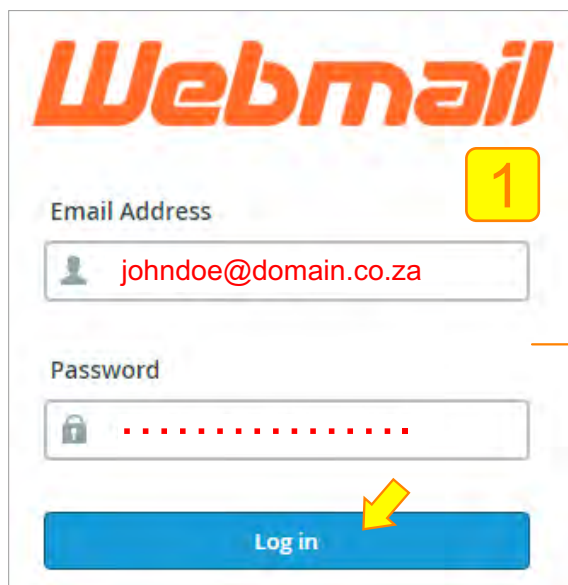 Webmail
1
Email Address
johndoe@domain.co.za
Password
................
Log in